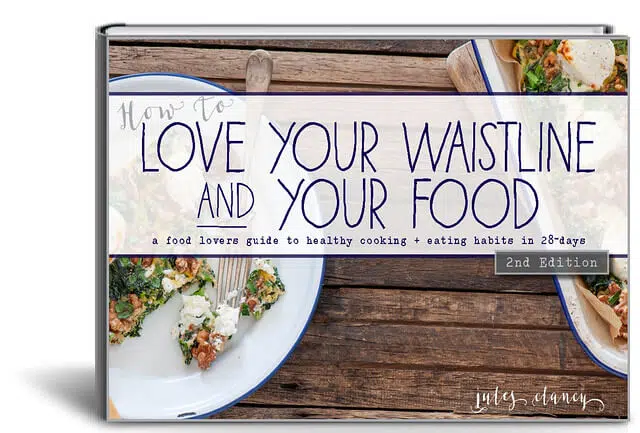 How to
LOVE YOUR WAISTLINE
AND YOUR FOOD
a food lovers guide to healthy cooking + eating habits in 28-days
2nd Edition
jules clancy